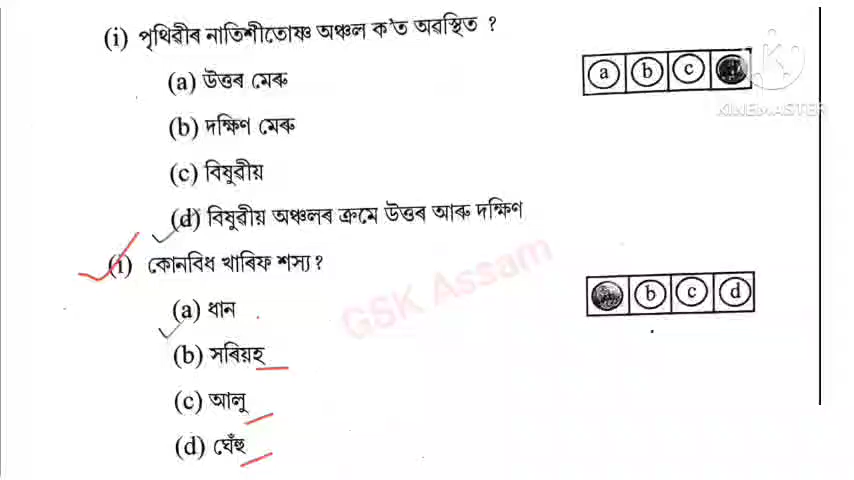 (i) পৃথিৱীৰ নাতিশীতোষ্ণ অঞ্চল ক'ত অৱস্থিত ?
a b c d
KINEMASTER
(a) উত্তৰ মেৰু
(b) দক্ষিণ মেৰু
(c) বিষুৱীয়
(d) বিষুৱীয় অঞ্চলৰ ক্ৰমে উত্তৰ আৰু দক্ষিণ
(i) কোনবিধ খাৰিফ শস্য ?
b c d
GSK Assam
(a) ধান
(b) সৰিয়হ
(c) আলু
(d) ঘেঁহু